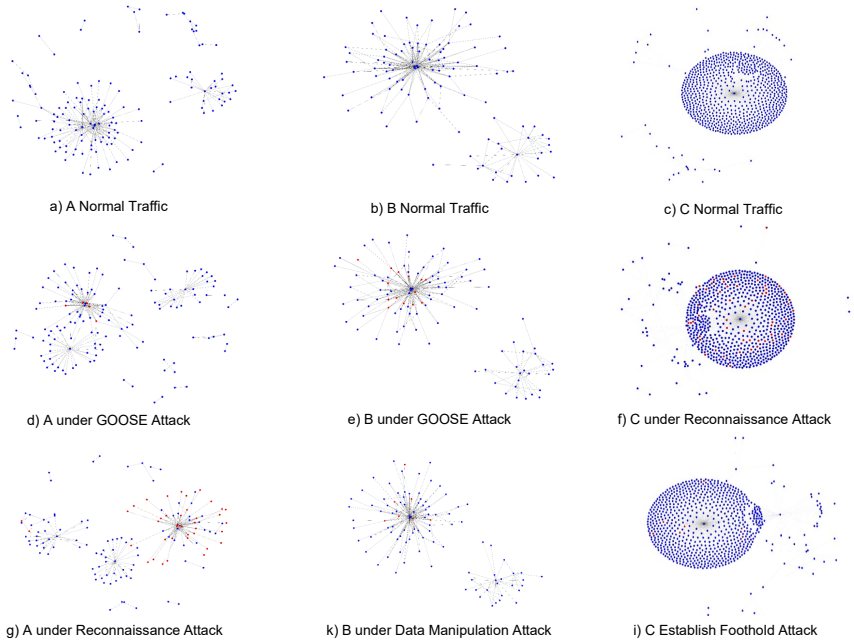 a) A Normal Traffic
b) B Normal Traffic
c) C Normal Traffic
d) A under GOOSE Attack
e) B under GOOSE Attack
f) C under Reconnaissance Attack
g) A under Reconnaissance Attack
k) B under Data Manipulation Attack
i) C Establish Foothold Attack